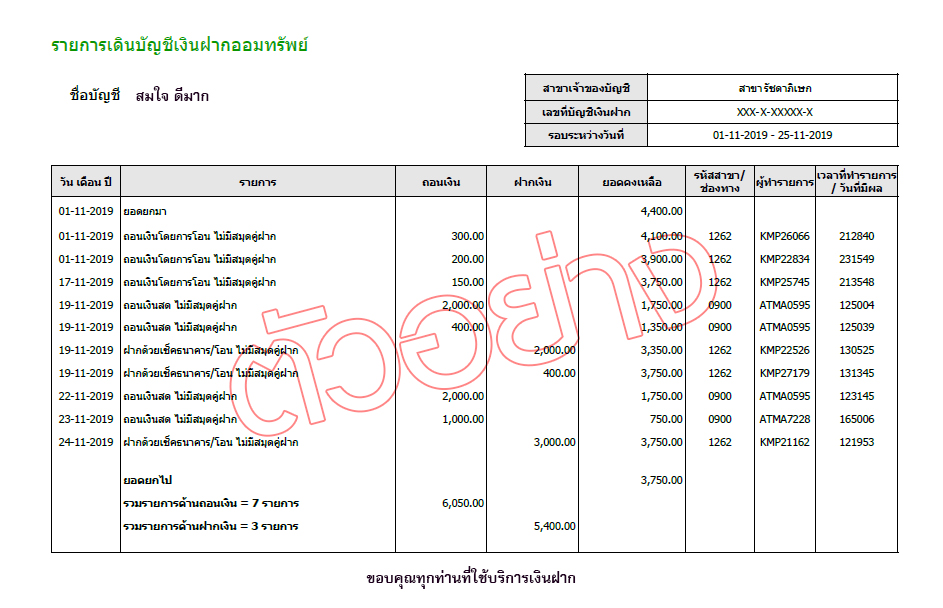 รายการเดินบัญชีเงินฝากออมทรัพย์
ชื่อบัญชี สมใจ ดีมาก
สาขาเจ้าของบัญชี สาขารัชดาภิเษก
เลขที่บัญชีเงินฝาก XXX-X-XXXXX-X
รอบระหว่างวันที่ 01-11-2019 - 25-11-2019
วัน เดือน ปี รายการ ถอนเงิน ฝากเงิน ยอดคงเหลือ รหัสสาขา/ ช่องทาง ผู้ทำรายการ เวลาที่ทำรายการ / วันที่มีผล
01-11-2019 ยอดยกมา 4,400.00
01-11-2019 ถอนเงินโดยการโอน ไม่มีสมุดคู่ฝาก 300.00 4,100.00 1262 KMP26066 212840
01-11-2019 ถอนเงินโดยการโอน ไม่มีสมุดคู่ฝาก 200.00 3,900.00 1262 KMP22834 231549
17-11-2019 ถอนเงินโดยการโอน ไม่มีสมุดคู่ฝาก 150.00 3,750.00 1262 KMP25745 213548
19-11-2019 ถอนเงินสด ไม่มีสมุดคู่ฝาก 2,000.00 1,750.00 0900 ATMA0595 125004
19-11-2019 ถอนเงินสด ไม่มีสมุดคู่ฝาก 400.00 1,350.00 0900 ATMA0595 125039
19-11-2019 ฝากด้วยเช็คธนาคาร/โอน ไม่มีสมุดคู่ฝาก 2,000.00 3,350.00 1262 KMP22526 130525
19-11-2019 ฝากด้วยเช็คธนาคาร/โอน ไม่มีสมุดคู่ฝาก 400.00 3,750.00 1262 KMP27179 131345
22-11-2019 ถอนเงินสด ไม่มีสมุดคู่ฝาก 2,000.00 1,750.00 0900 ATMA0595 123145
23-11-2019 ถอนเงินสด ไม่มีสมุดคู่ฝาก 1,000.00 750.00 0900 ATMA7228 165006
24-11-2019 ฝากด้วยเช็คธนาคาร/โอน ไม่มีสมุดคู่ฝาก 3,000.00 3,750.00 1262 KMP21162 121953
ยอดยกไป 3,750.00
รวมรายการด้านถอนเงิน = 7 รายการ 6,050.00
รวมรายการด้านฝากเงิน = 3 รายการ 5,400.00
ตัวอย่าง
ขอบคุณทุกท่านที่ใช้บริการเงินฝาก